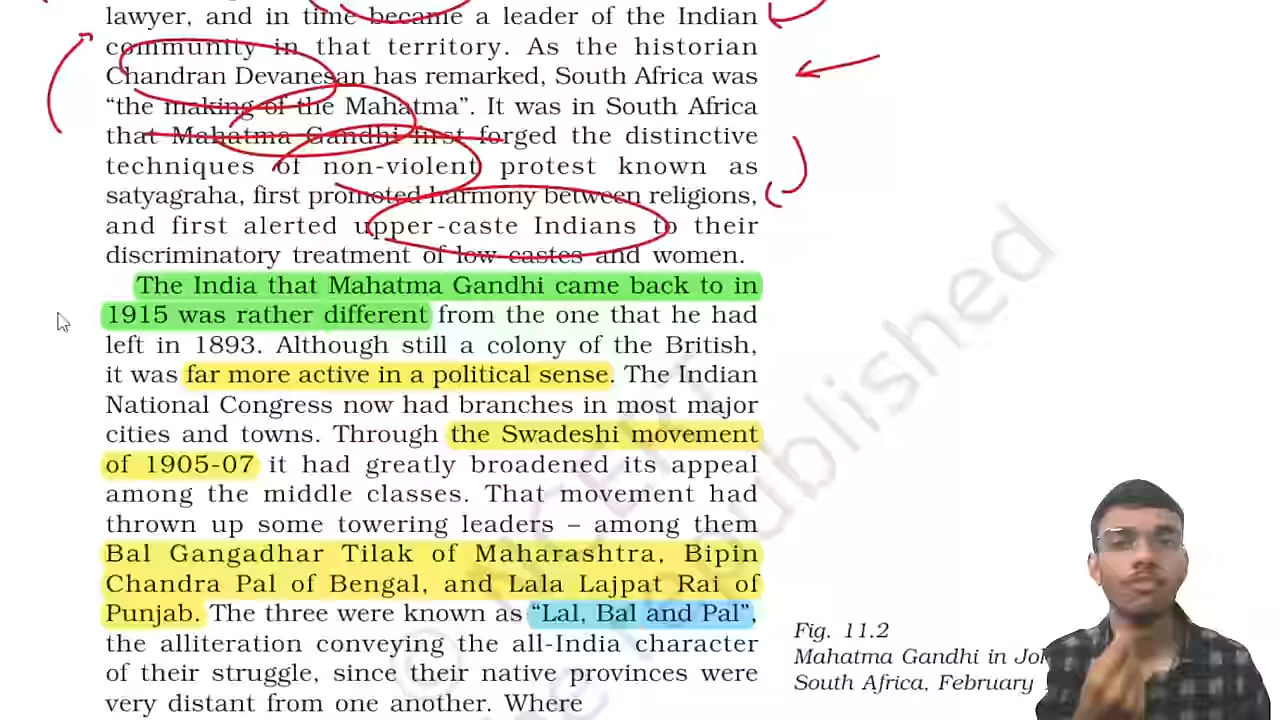 lawyer, and in time became a leader of the Indian
community in that territory. As the historian
Chandran Devanesan has remarked, South Africa was
“the making of the Mahatma”. It was in South Africa
that Mahatma Gandhi first forged the distinctive
techniques of non-violent protest known as
satyagraha, first promoted harmony between religions,
and first alerted upper-caste Indians to their
discriminatory treatment of low castes and women.
The India that Mahatma Gandhi came back to in
1915 was rather different from the one that he had
left in 1893. Although still a colony of the British,
it was far more active in a political sense. The Indian
National Congress now had branches in most major
cities and towns. Through the Swadeshi movement
of 1905-07 it had greatly broadened its appeal
among the middle classes. That movement had
thrown up some towering leaders – among them
Bal Gangadhar Tilak of Maharashtra, Bipin
Chandra Pal of Bengal, and Lala Lajpat Rai of
Punjab. The three were known as “Lal, Bal and Pal”,
the alliteration conveying the all-India character
of their struggle, since their native provinces were
very distant from one another. Where
Fig. 11.2
Mahatma Gandhi in
South Africa, February
published